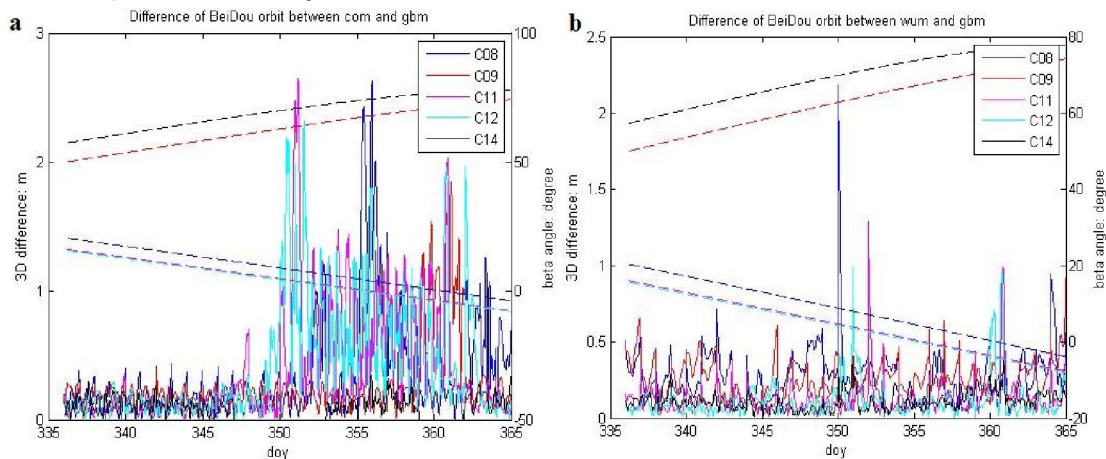 a
Difference of BeiDou orbit between com and gbm
3
2
1
0
3D difference: m
100
50
0
-50
beta angle: degree
335
340
345
350
355
360
365
doy
C08
C09
C11
C12
C14
b
Difference of BeiDou orbit between wum and gbm
2.5
2
1.5
1
0.5
0
3D difference: m
80
60
40
20
0
-20
beta angle: degree
335
340
345
350
355
360
365
doy
C08
C09
C11
C12
C14